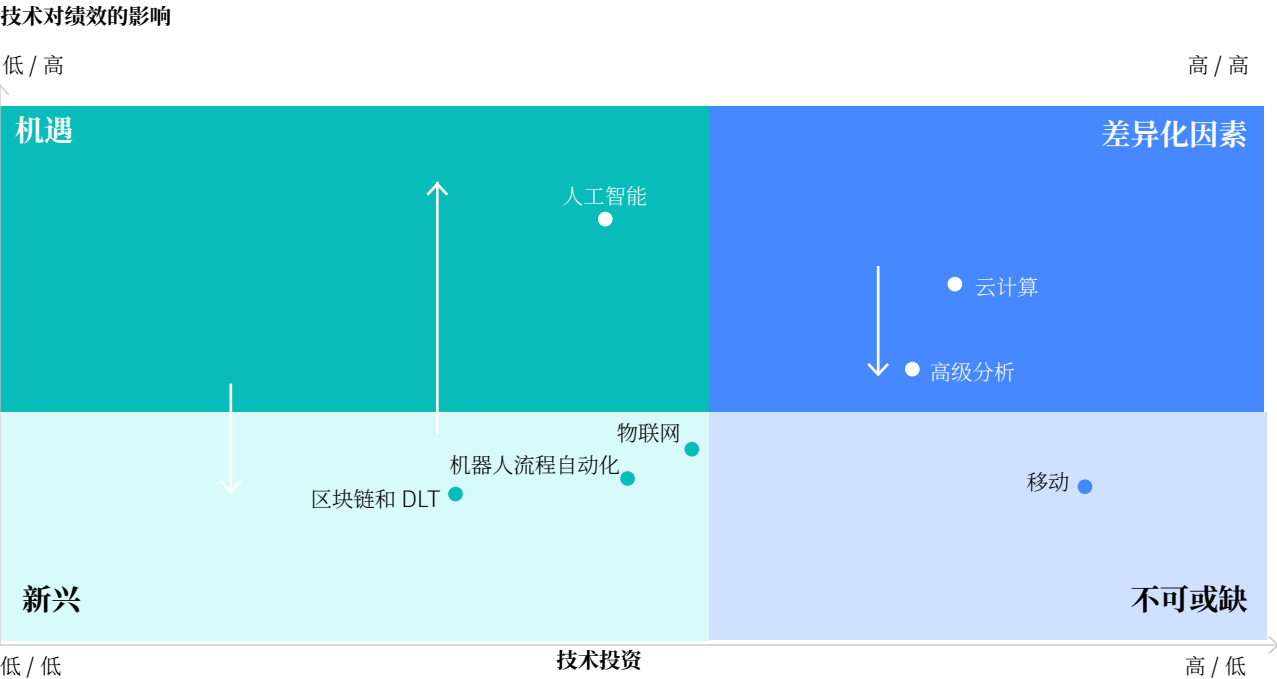 技术对绩效的影响
低 / 高
高 / 高
机遇
差异化因素
人工智能
云计算
高级分析
物联网
机器人流程自动化
移动
区块链和 DLT
新兴
不可或缺
技术投资
低 / 低
高 / 低